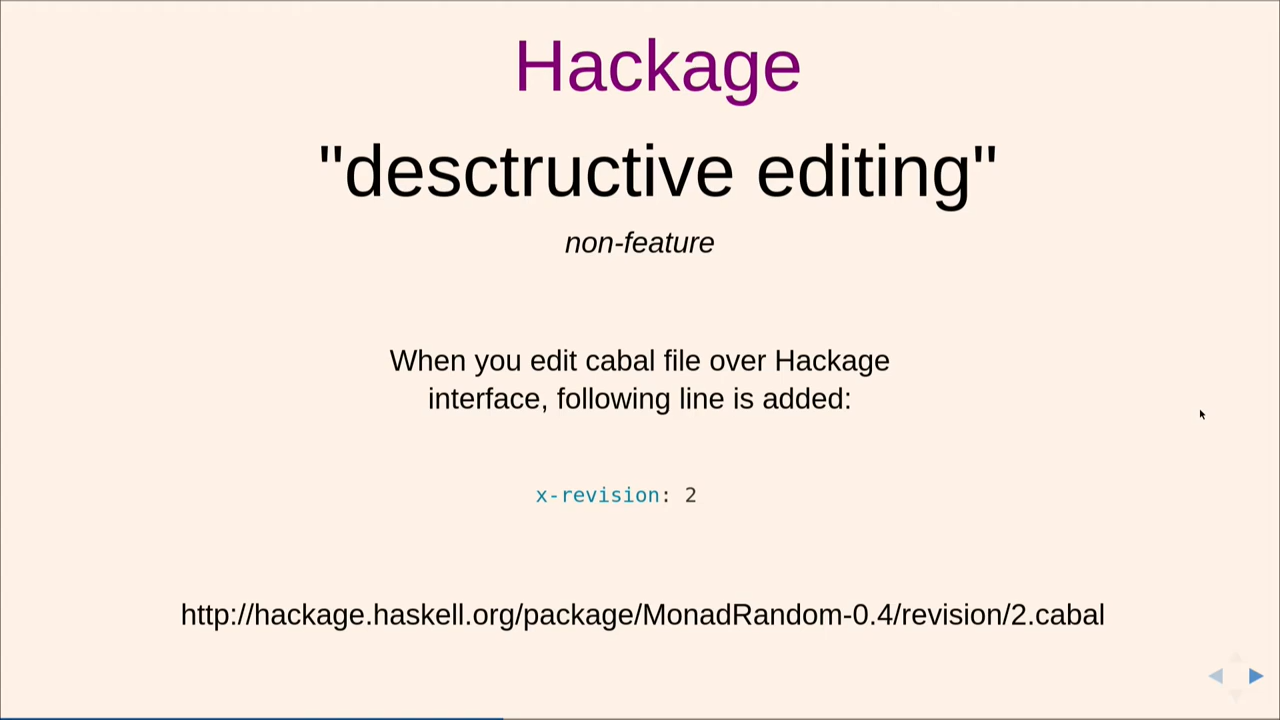 Hackage
"desctructive editing"
non-feature
When you edit cabal file over Hackage
interface, following line is added:
x-revision: 2
http://hackage.haskell.org/package/MonadRandom-0.4/revision/2.cabal